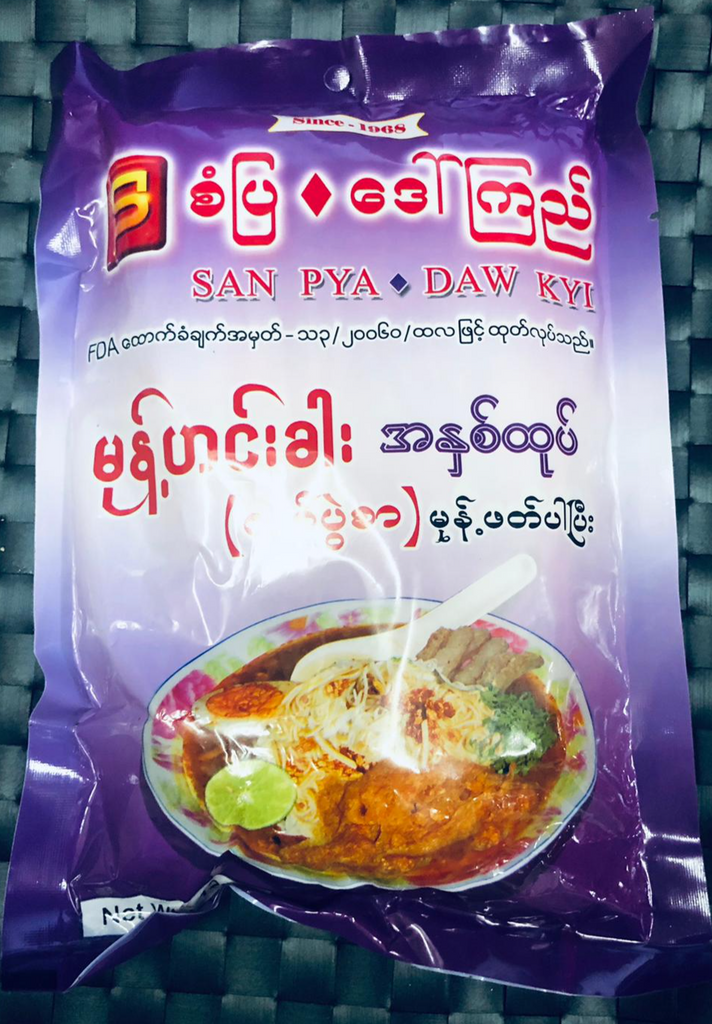 Since - 1968
စံပြ ♦ ဒေါ်ကြည်
SAN PYA ♦ DAW KYI
FDA ထောက်ခံချက်အမှတ် - သ၃/၂၀၀၆၀/ထလ ဖြင့် ထုတ်လုပ်သည်။
မုန့်ဟင်းခါး အနှစ်ထုပ်
မုန့်ဖတ်ပါပြီး
Net